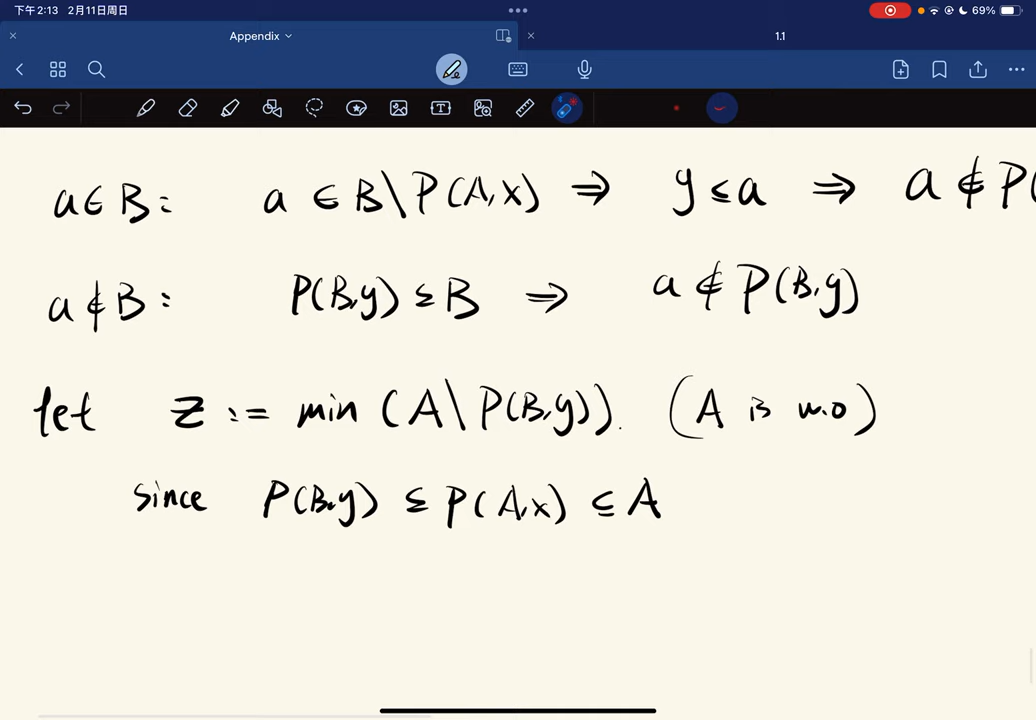 下午2:13 2月11日周日
69%
Appendix
1.1
a ∈ B: a ∈ B\P(A,x) ⇒ y ≤ a ⇒ a ∉ P(
a ∉ B: P(B,y) ⊆ B ⇒ a ∉ P(B,y)
let z := min (A\P(B,y)). (A is w.o)
since P(B,y) ⊆ P(A,x) ⊆ A